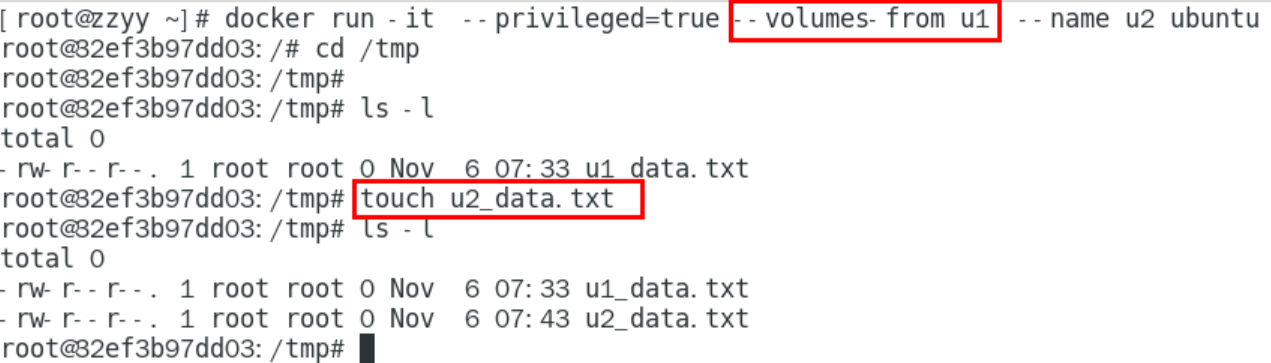 [root@zzyy ~]# docker run -it --privileged=true --volumes-from u1 --name u2 ubuntu
root@82ef3b97dd03:/# cd /tmp
root@82ef3b97dd03:/tmp#
root@82ef3b97dd03:/tmp# ls -l
total 0
-rw-r--r--. 1 root root 0 Nov  6 07:33 u1_data.txt
root@82ef3b97dd03:/tmp# touch u2_data.txt
root@82ef3b97dd03:/tmp# ls -l
total 0
-rw-r--r--. 1 root root 0 Nov  6 07:33 u1_data.txt
-rw-r--r--. 1 root root 0 Nov  6 07:43 u2_data.txt
root@82ef3b97dd03:/tmp#